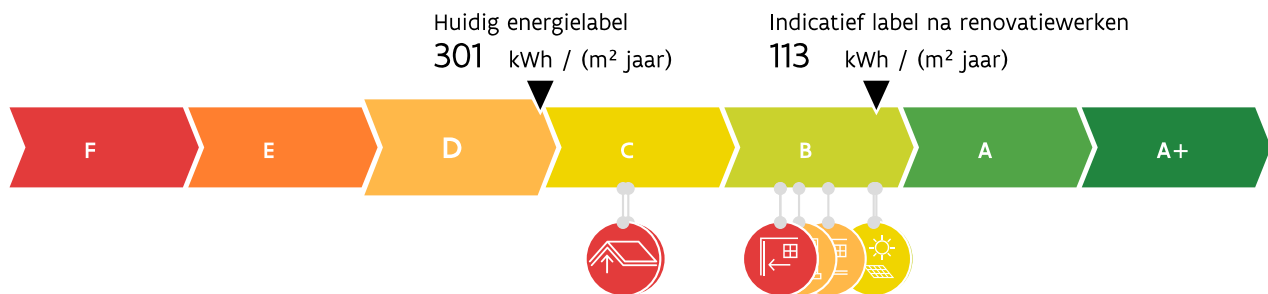 Huidig energielabel
301 kWh / (m² jaar)
Indicatief label na renovatiewerken
113 kWh / (m² jaar)
F E D C B A A+